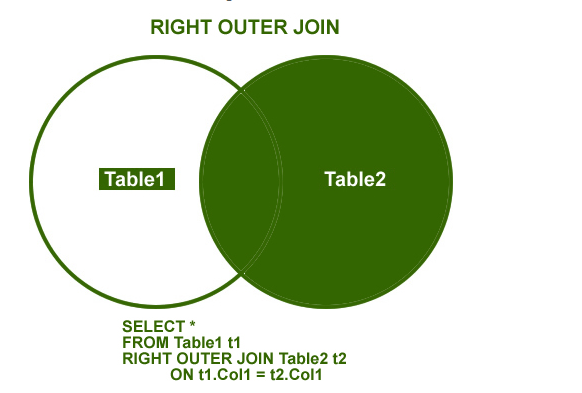 RIGHT OUTER JOIN
Table1
Table2
SELECT *
FROM Table1 t1
RIGHT OUTER JOIN Table2 t2
ON t1.Col1 = t2.Col1